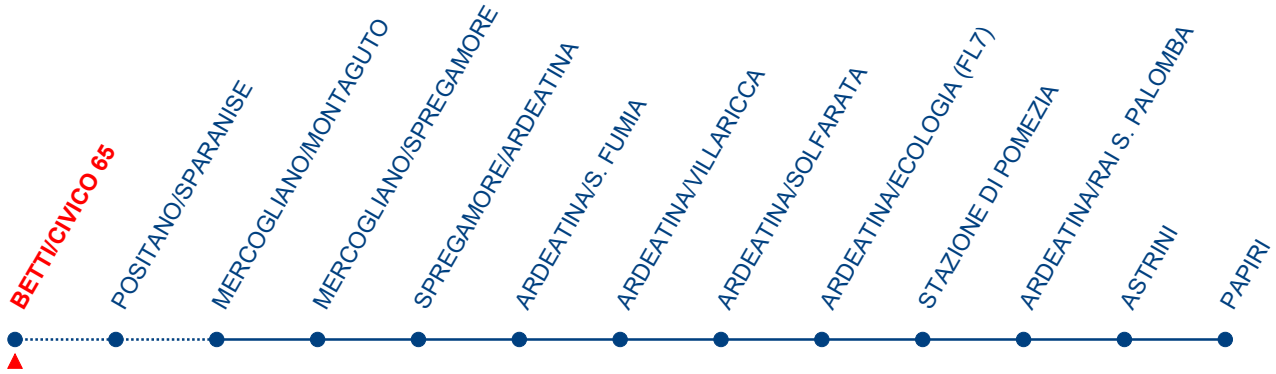 BETTI/CIVICO 65
POSITANO/SPARANISE
MERCOGLIANO/MONTAGUTO
MERCOGLIANO/SPREGAMORE
SPREGAMORE/ARDEATINA
ARDEATINA/S. FUMIA
ARDEATINA/VILLARICCA
ARDEATINA/SOLFARATA
ARDEATINA/ECOLOGIA (FL7)
STAZIONE DI POMEZIA
ARDEATINA/RAI S. PALOMBA
ASTRINI
PAPIRI